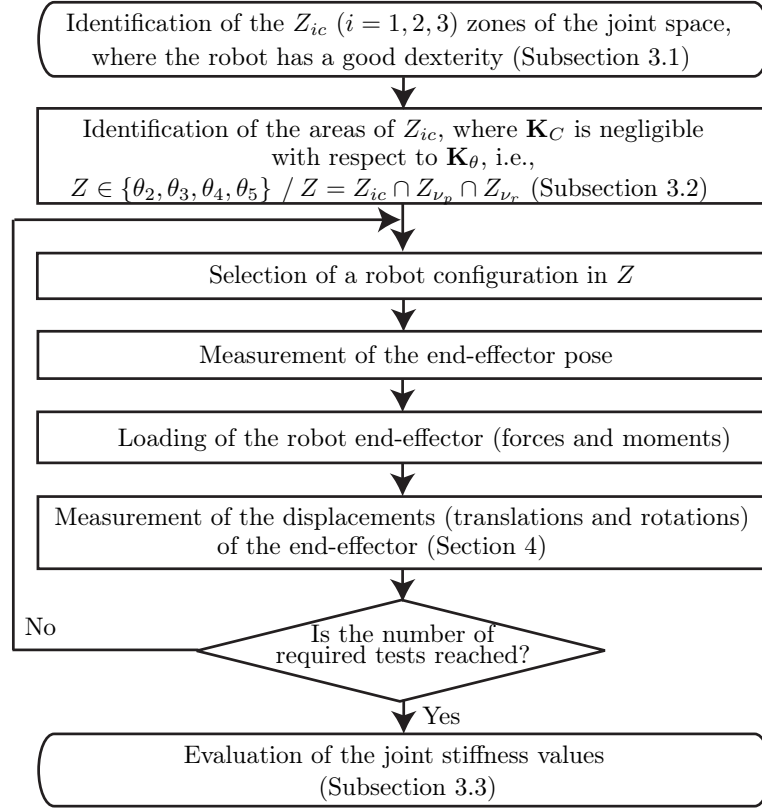 Identification of the Z_{ic} (i = 1, 2, 3) zones of the joint space,
where the robot has a good dexterity (Subsection 3.1)
Identification of the areas of Z_{ic}, where K_C is negligible
with respect to K_θ, i.e.,
Z ∈ {θ_2, θ_3, θ_4, θ_5} / Z = Z_{ic} ∩ Z_{ν_p} ∩ Z_{ν_r} (Subsection 3.2)
Selection of a robot configuration in Z
Measurement of the end-effector pose
Loading of the robot end-effector (forces and moments)
Measurement of the displacements (translations and rotations)
of the end-effector (Section 4)
No
Is the number of
required tests reached?
Yes
Evaluation of the joint stiffness values
(Subsection 3.3)